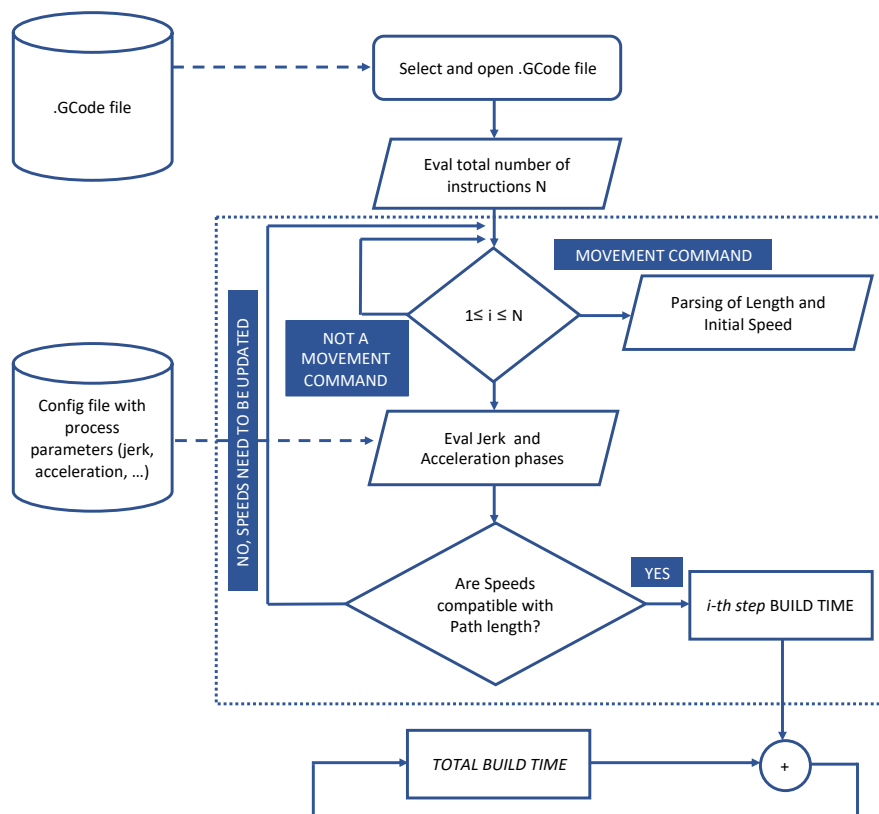 .GCode file
Select and open .GCode file
Eval total number of
instructions N
MOVEMENT COMMAND
1≤ i ≤ N
Parsing of Length and
Initial Speed
NOT A
MOVEMENT
COMMAND
NO, SPEEDS NEED TO BE UPDATED
Config file with
process
parameters (jerk,
acceleration, …)
Eval Jerk and
Acceleration phases
Are Speeds
compatible with
Path length?
YES
i-th step BUILD TIME
TOTAL BUILD TIME
+